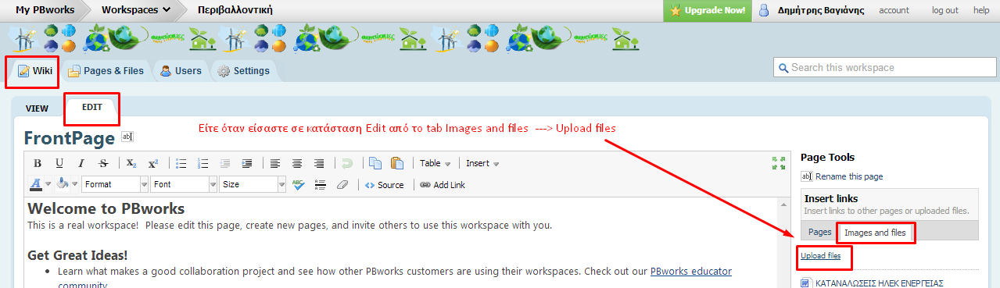 My PBworks Workspaces Περιβαλλοντική Upgrade Now! Δημήτρης Βαγιάνης account log out help
Wiki Pages & Files Users Settings Search this workspace
VIEW EDIT
Είτε όταν είσαστε σε κατάσταση Edit από το tab Images and files ---> Upload files
FrontPage ab
B U I S X2 X2 Table Insert
A Format Font Size ABC Source Add Link
Welcome to PBworks
This is a real workspace! Please edit this page, create new pages, and invite others to use this workspace with you.
Get Great Ideas!
• Learn what makes a good collaboration project and see how other PBworks customers are using their workspaces. Check out our PBworks educator
community
Page Tools
ab Rename this page
Insert links
Insert links to other pages or uploaded files.
Pages Images and files
Upload files
ΚΑΤΑΝΑΛΩΣΕΙΣ ΗΛΕΚ ΕΝΕΡΓΕΙΑΣ